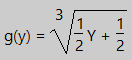 g(y) = ∛(1/2 Y + 1/2)